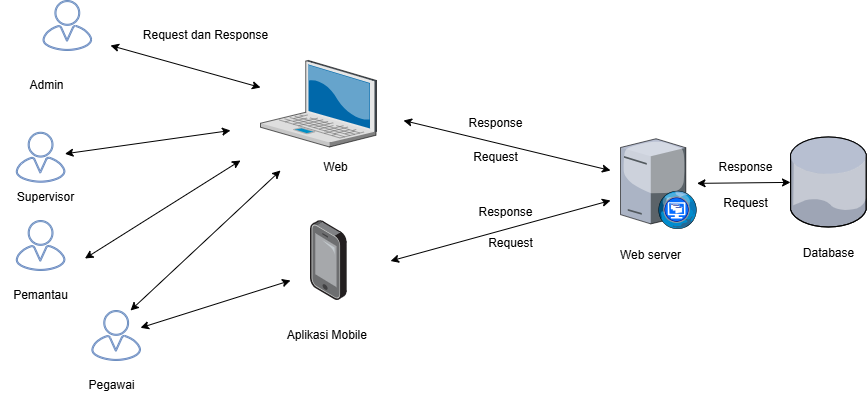 Request dan Response
Admin
Response
Request
Web
Response
Request
Supervisor
Response
Request
Web server
Database
Pemantau
Aplikasi Mobile
Pegawai